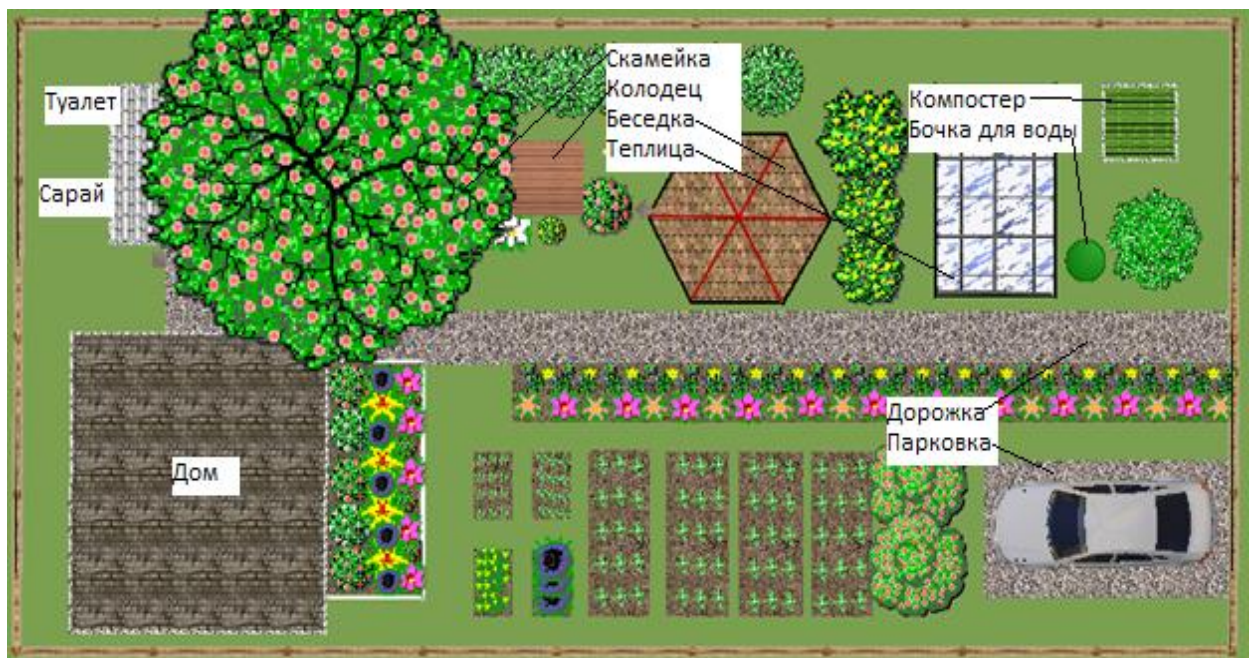 Скамейка
Колодец
Беседка
Теплица
Туалет
Компостер
Бочка для воды
Сарай
Дорожка
Парковка
Дом